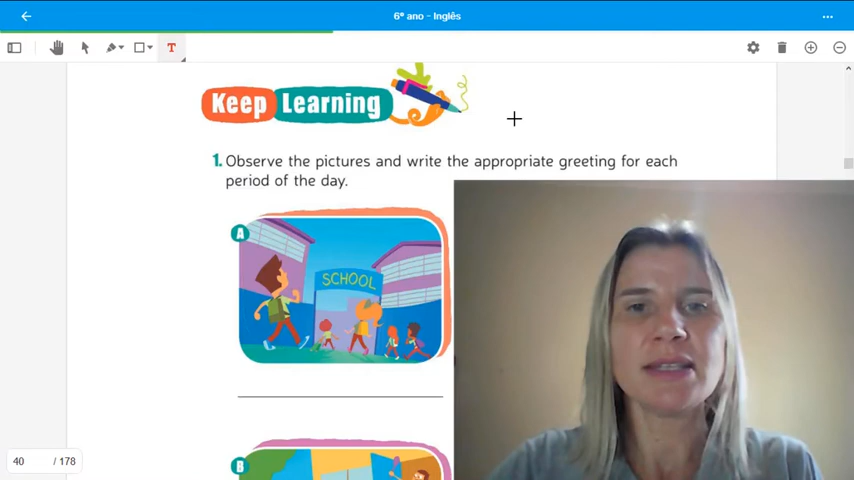 6º ano - Inglês
T
Keep Learning
1. Observe the pictures and write the appropriate greeting for each
period of the day.
A
SCHOOL
B
40 / 178